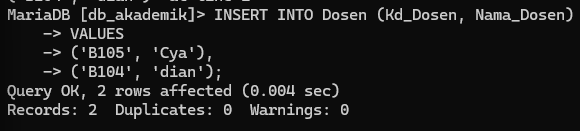 MariaDB [db_akademik]> INSERT INTO Dosen (Kd_Dosen, Nama_Dosen)
    -> VALUES
    -> ('B105', 'Cya'),
    -> ('B104', 'dian');
Query OK, 2 rows affected (0.004 sec)
Records: 2  Duplicates: 0  Warnings: 0